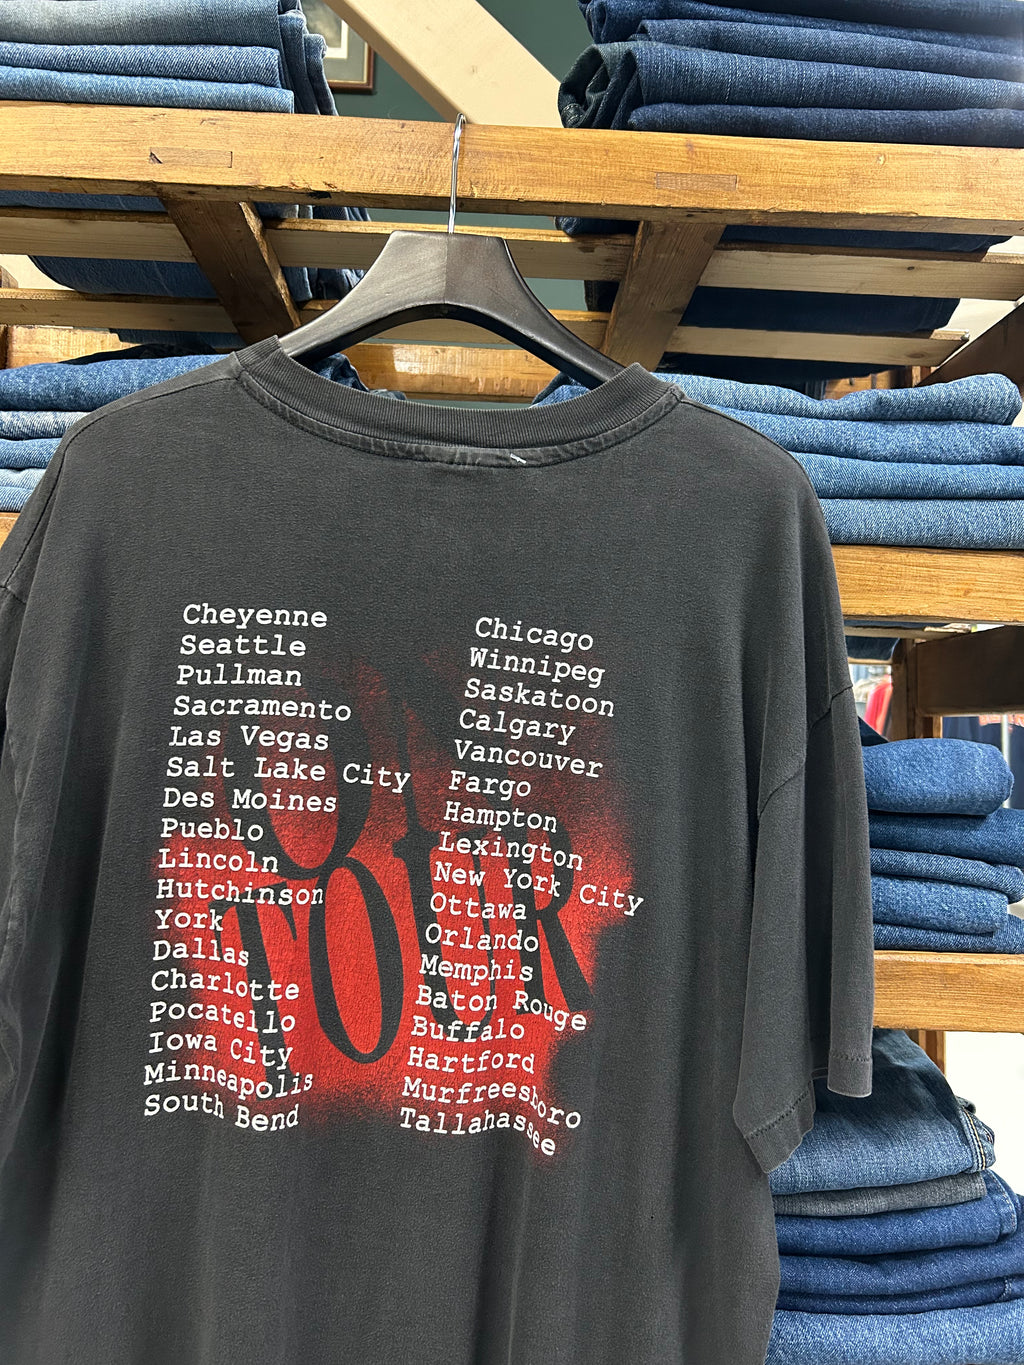 Cheyenne
Seattle
Pullman
Sacramento
Las Vegas
Salt Lake City
Des Moines
Pueblo
Lincoln
Hutchinson
York
Dallas
Charlotte
Pocatello
Iowa City
Minneapolis
South Bend
Chicago
Winnipeg
Saskatoon
Calgary
Vancouver
Fargo
Hampton
Lexington
New York City
Ottawa
Orlando
Memphis
Baton Rouge
Buffalo
Hartford
Murfreesboro
Tallahassee
ON
TOUR